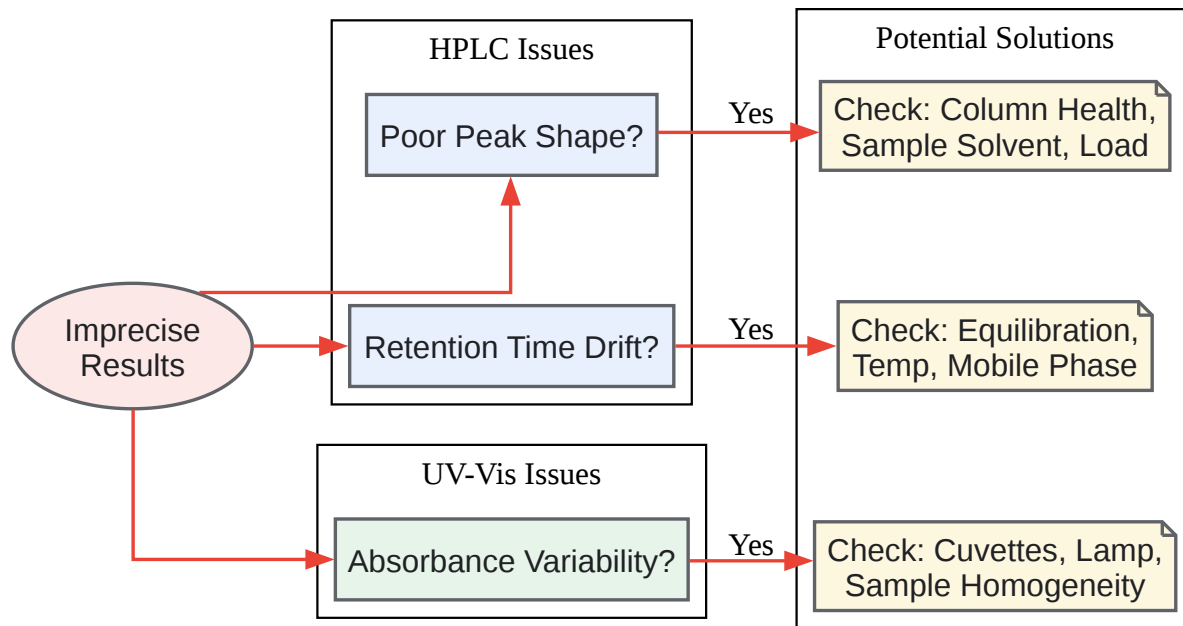 HPLC Issues
Potential Solutions
Poor Peak Shape?
Yes
Check: Column Health,
Sample Solvent, Load
Imprecise
Results
Retention Time Drift?
Yes
Check: Equilibration,
Temp, Mobile Phase
UV-Vis Issues
Absorbance Variability?
Yes
Check: Cuvettes, Lamp,
Sample Homogeneity